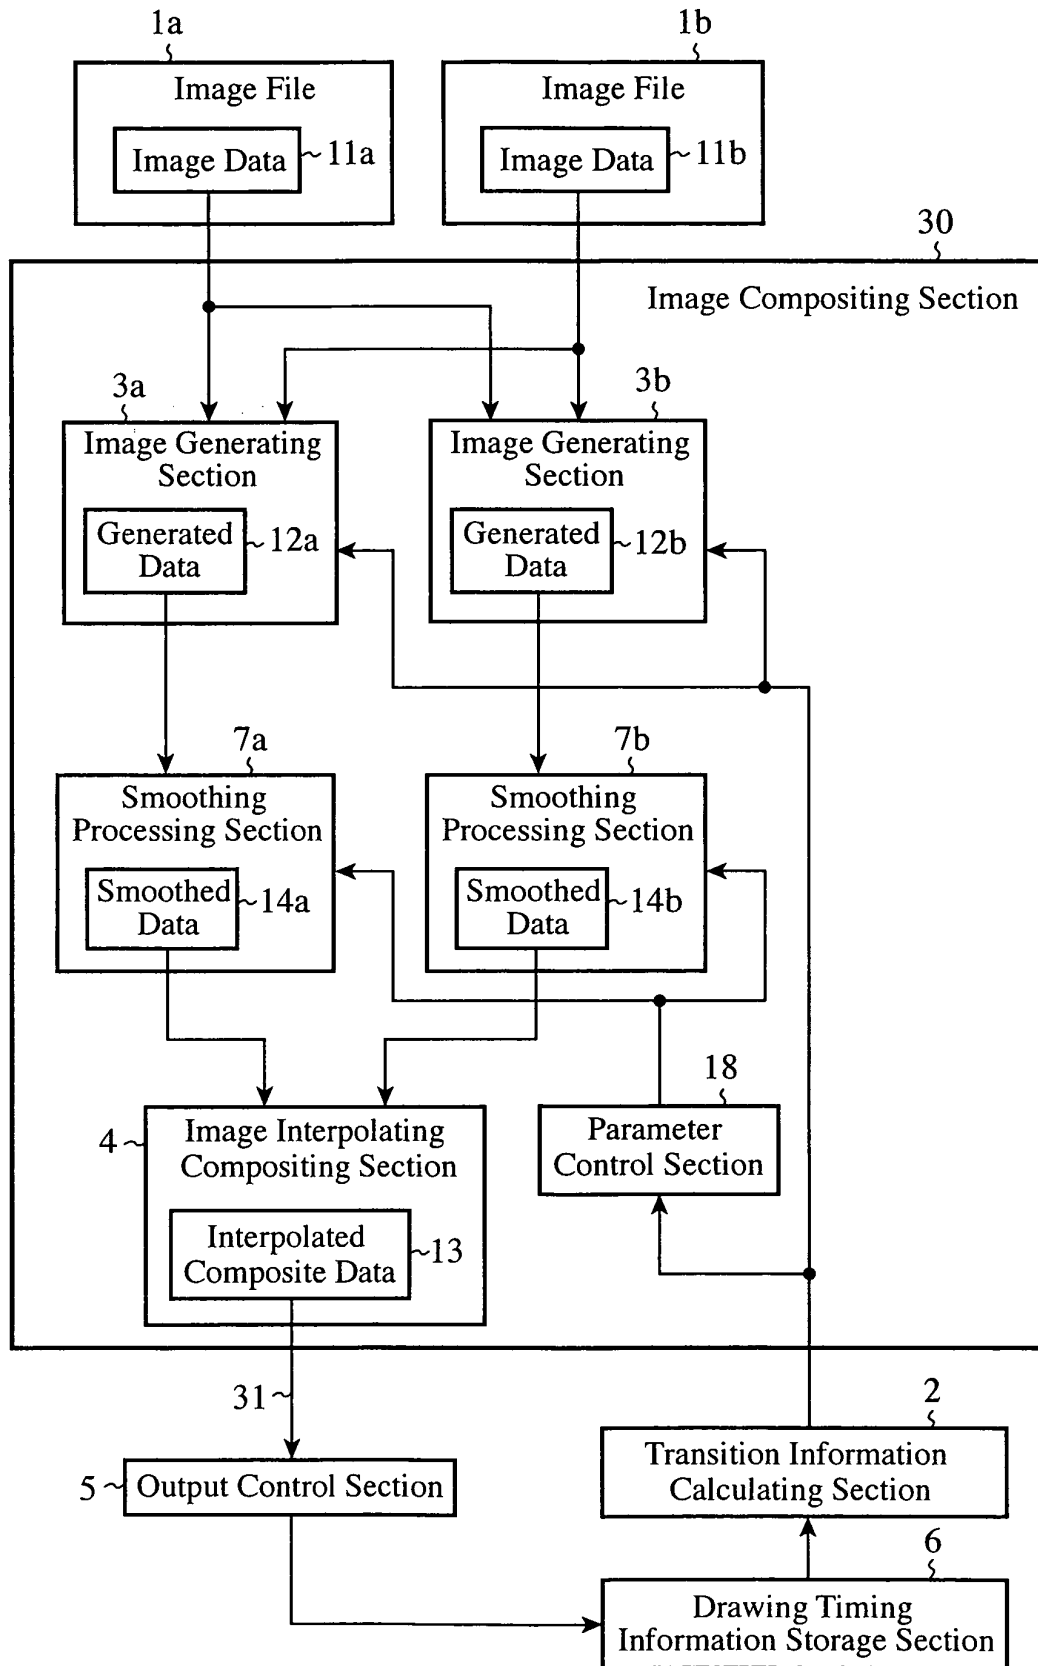 1a
1b
Image File
Image File
Image Data
11a
Image Data
11b
30
Image Compositing Section
3a
3b
Image Generating
Section
Image Generating
Section
Generated
Data
12a
Generated
Data
12b
7a
7b
Smoothing
Processing Section
Smoothing
Processing Section
Smoothed
Data
14a
Smoothed
Data
14b
18
4
Image Interpolating
Compositing Section
Parameter
Control Section
Interpolated
Composite Data
13
31
2
Transition Information
Calculating Section
5
Output Control Section
6
Drawing Timing
Information Storage Section